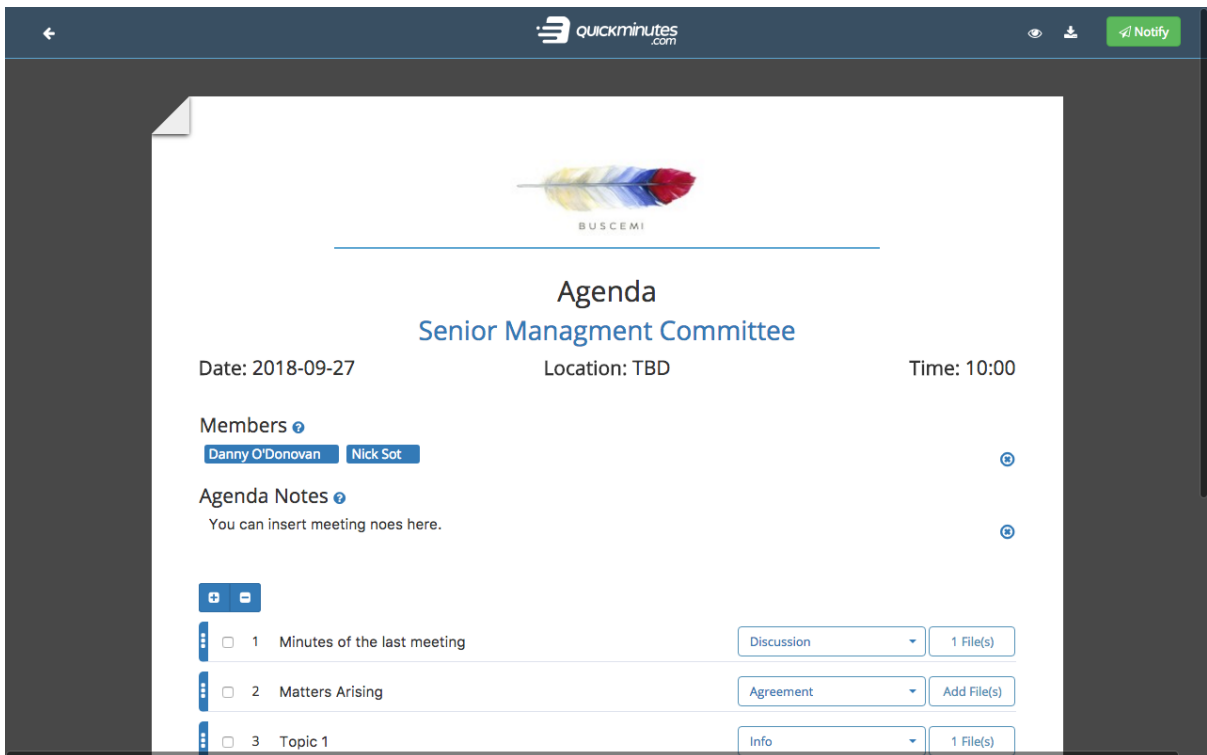 quickminutes
.com
Notify
BUSCEMI
Agenda
Senior Managment Committee
Date: 2018-09-27 Location: TBD Time: 10:00
Members
Danny O'Donovan Nick Sot
Agenda Notes
You can insert meeting noes here.
1 Minutes of the last meeting Discussion 1 File(s)
2 Matters Arising Agreement Add File(s)
3 Topic 1 Info 1 File(s)